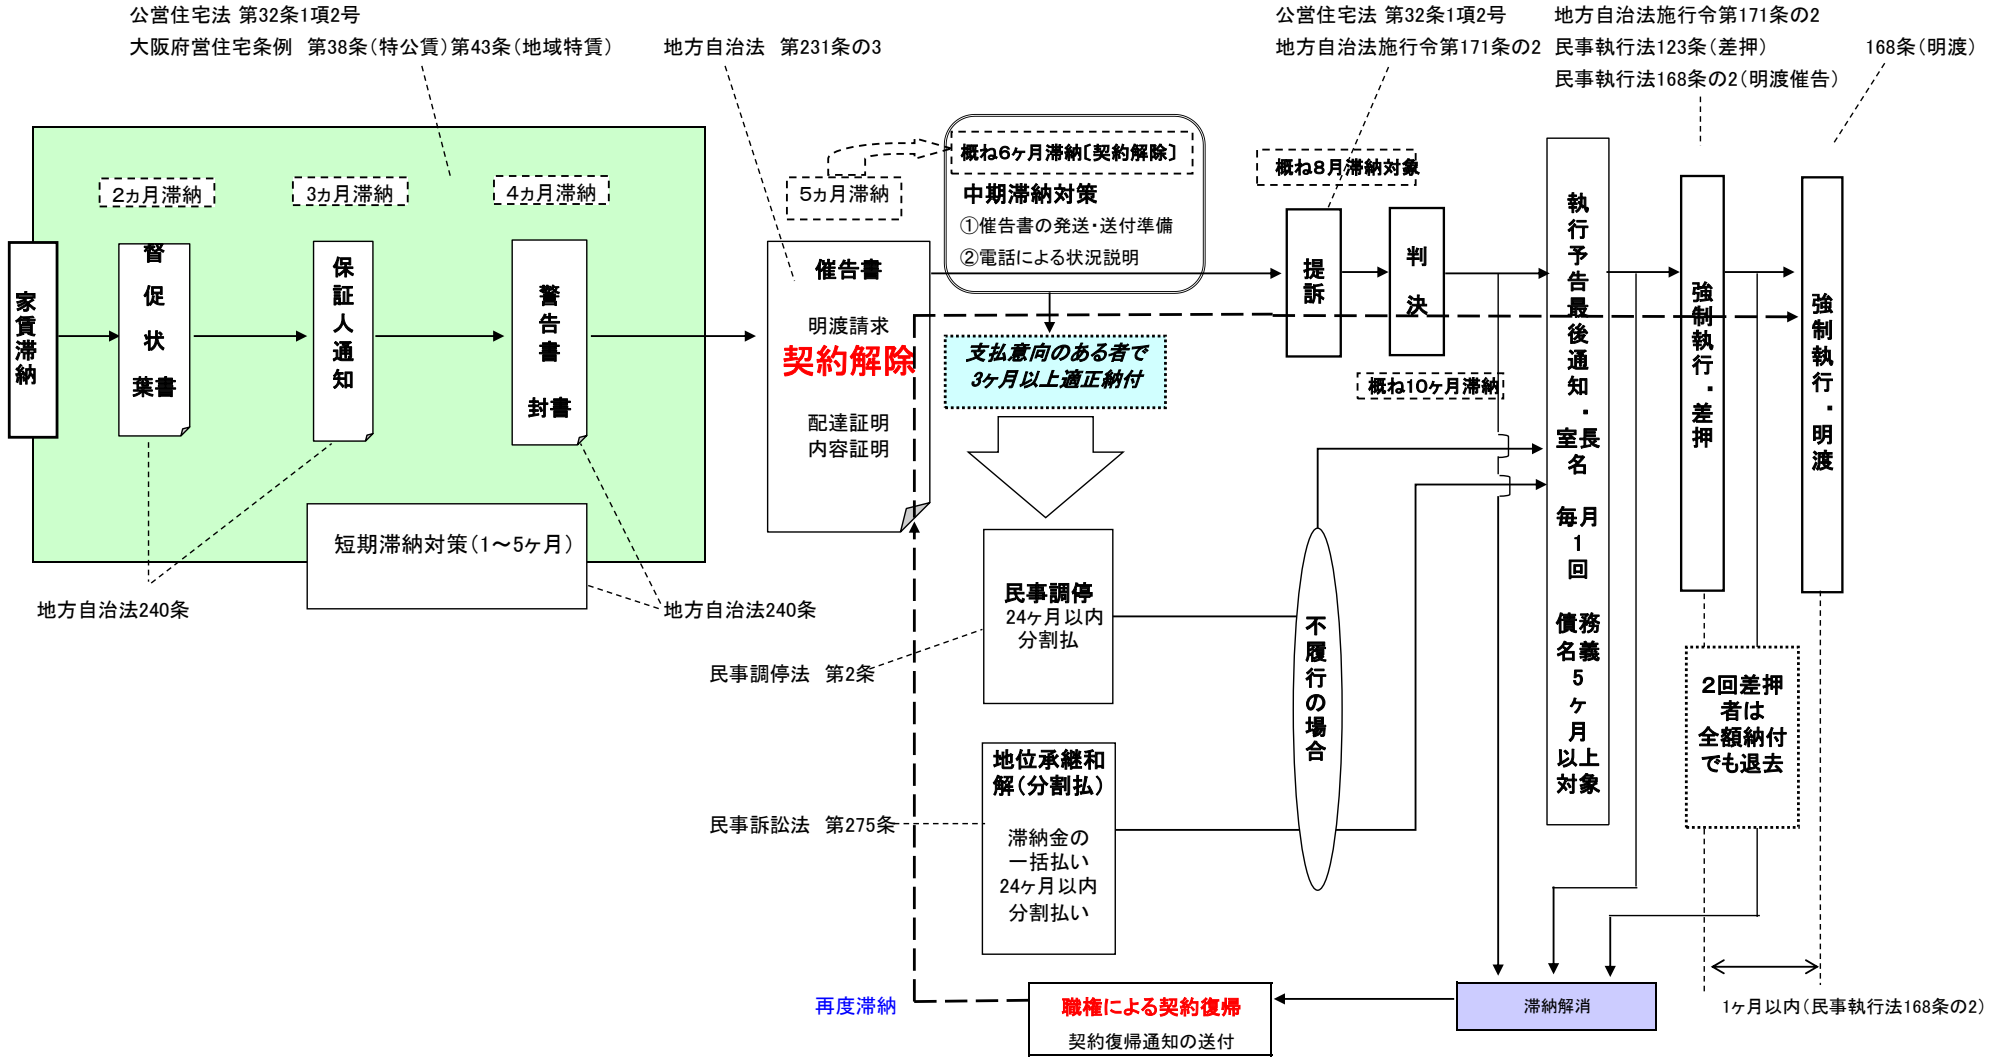 公営住宅法 第32条1項2号
大阪府営住宅条例　第38条(特公賃)第43条(地域特賃)
地方自治法　第231条の3
公営住宅法 第32条1項2号
地方自治法施行令第171条の2
地方自治法施行令第171条の2
民事執行法123条(差押)
民事執行法168条の2(明渡催告)
168条(明渡)
家賃滞納
2ヵ月滞納
督促状
葉書
3ヵ月滞納
保証人通知
4ヵ月滞納
警告書
封書
短期滞納対策(1～5ヶ月)
地方自治法240条
地方自治法240条
5ヵ月滞納
催告書
明渡請求
契約解除
配達証明
内容証明
概ね6ヶ月滞納〔契約解除〕
中期滞納対策
①催告書の発送・送付準備
②電話による状況説明
支払意向のある者で
3ヶ月以上適正納付
民事調停
24ヶ月以内
分割払
民事調停法　第2条
地位承継和
解(分割払)
滞納金の
一括払い
24ヶ月以内
分割払い
民事訴訟法　第275条
不履行の場合
概ね8月滞納対象
提訴
判決
概ね10ヶ月滞納
執行予告最後通知・
室長
名
毎月
1
回
債務
名義
5
ヶ
月
以上
対象
強制執行・差押
強制執行・明渡
2回差押
者は
全額納付
でも退去
1ヶ月以内(民事執行法168条の2)
滞納解消
職権による契約復帰
契約復帰通知の送付
再度滞納